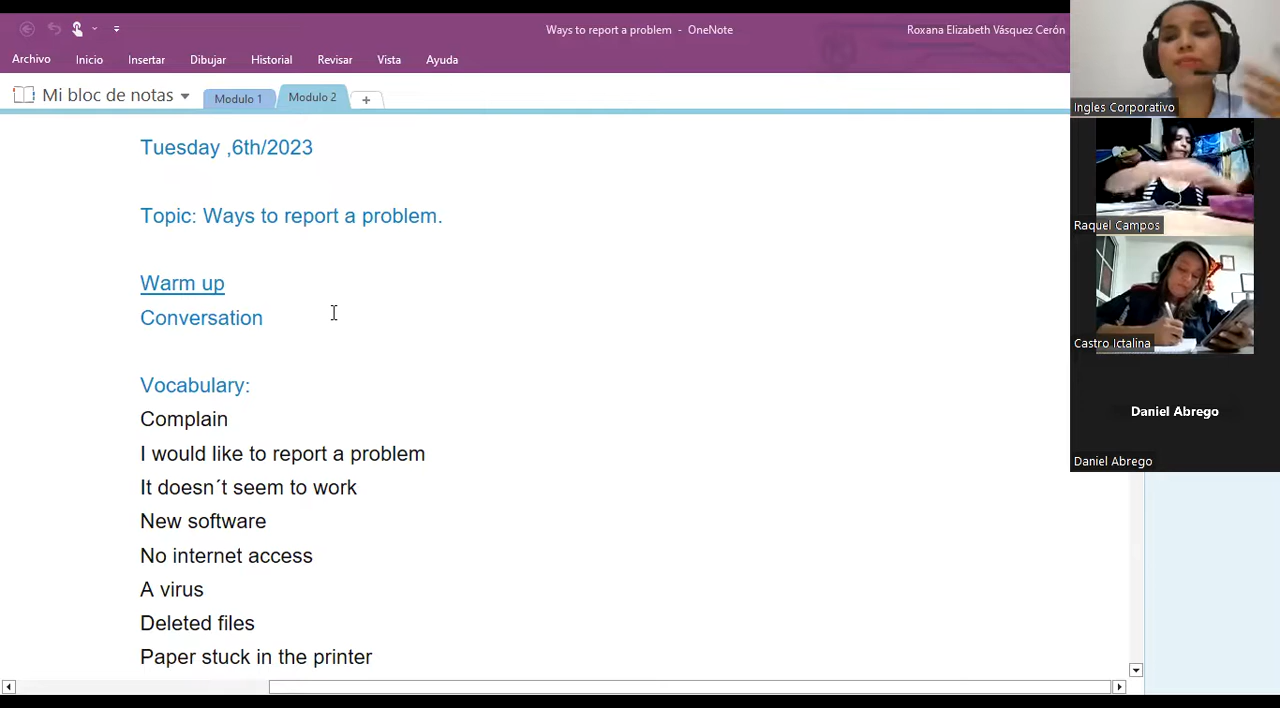 Ways to report a problem - OneNote
Roxana Elizabeth Vásquez Cerón
Archivo Inicio Insertar Dibujar Historial Revisar Vista Ayuda
Mi bloc de notas Modulo 1 Modulo 2 +
Tuesday ,6th/2023
Topic: Ways to report a problem.
Warm up
Conversation
Vocabulary:
Complain
I would like to report a problem
It doesn´t seem to work
New software
No internet access
A virus
Deleted files
Paper stuck in the printer
Ingles Corporativo
Raquel Campos
Castro Ictalina
Daniel Abrego
Daniel Abrego